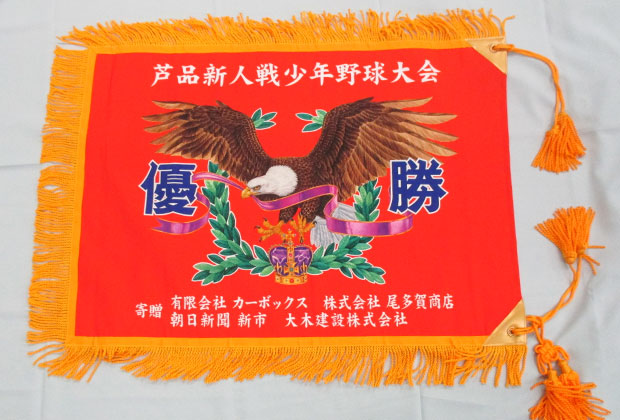 芦品新人戦少年野球大会
優 勝
寄贈 有限会社 カーボックス 株式会社 尾多賀商店
朝日新聞 新市 大木建設株式会社